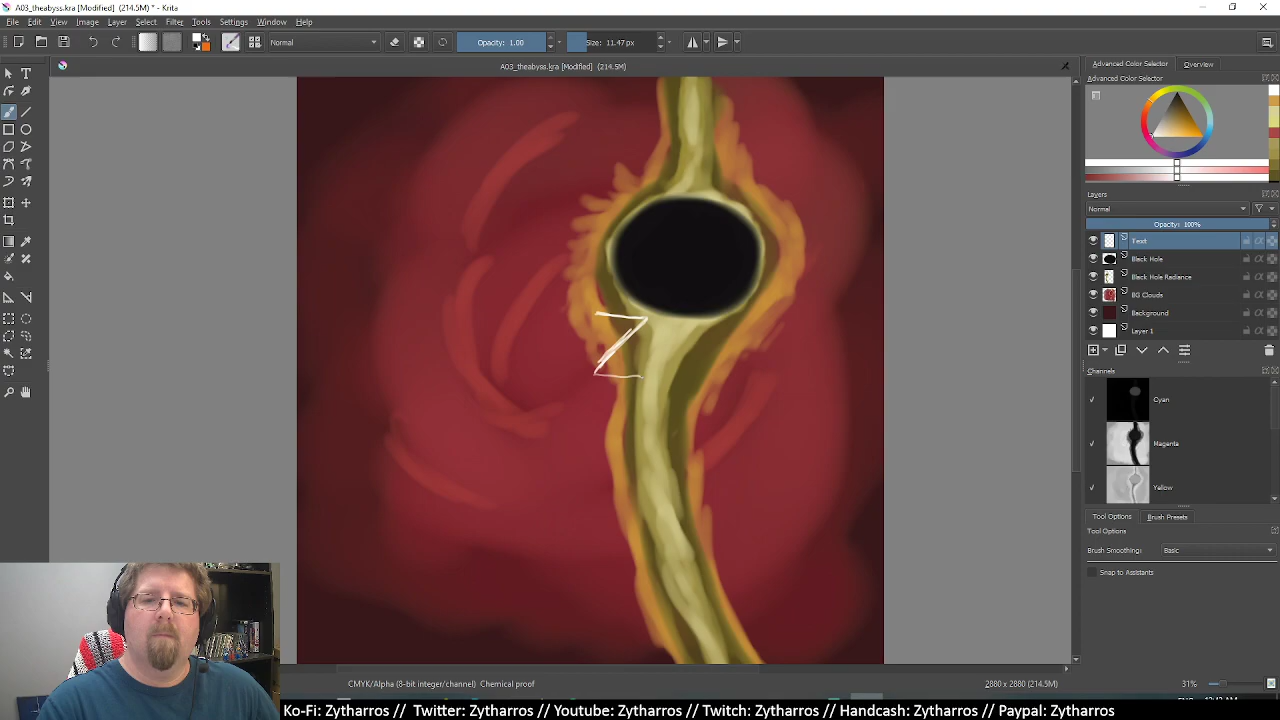 A03_theabyss.kra [Modified] (214.5M) * - Krita
File Edit View Image Layer Select Filter Tools Settings Window Help
Normal Opacity: 1.00 Size: 11.47 px
A03_theabyss.kra [Modified] (214.5M)
Advanced Color Selector Overview
Advanced Color Selector
Layers
Normal
Opacity: 100%
Text
Black Hole
Black Hole Radiance
BG Clouds
Background
Layer 1
Channels
Cyan
Magenta
Yellow
Tool Options Brush Presets
Tool Options
Brush Smoothing: Basic
Snap to Assistants
Z
CMYK/Alpha (8-bit integer/channel) Chemical proof 2880 x 2880 (214.5M) 31%
Ko-Fi: Zytharros // Twitter: Zytharros // Youtube: Zytharros // Twitch: Zytharros // Handcash: Zytharros // Paypal: Zytharros